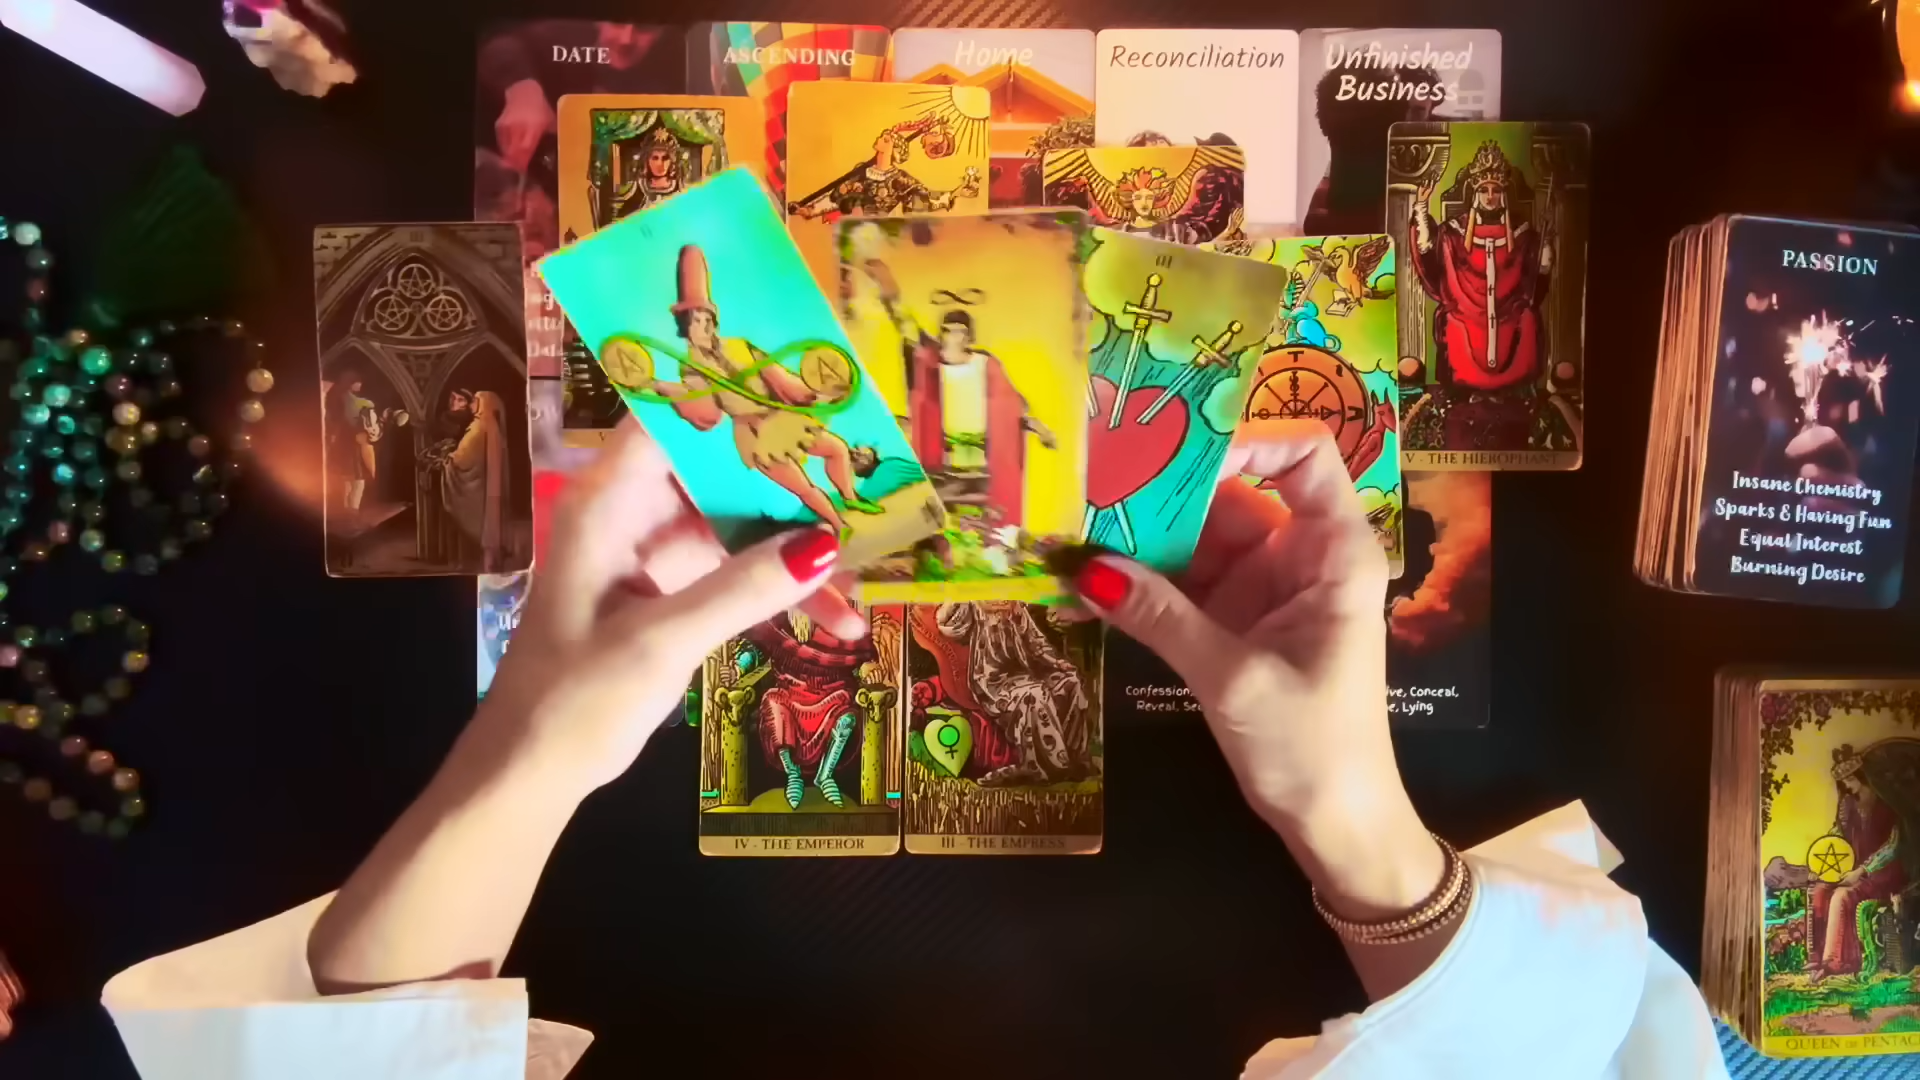 DATE
ASCENDING
Home
Reconciliation
Unfinished
Business
III
V - THE HIEROPHANT
PASSION
Insane Chemistry
Sparks & Having Fun
Equal Interest
Burning Desire
Confession,
Reveal,
Conceal,
Lying
IV - THE EMPEROR
III - THE EMPRESS
QUEEN OF